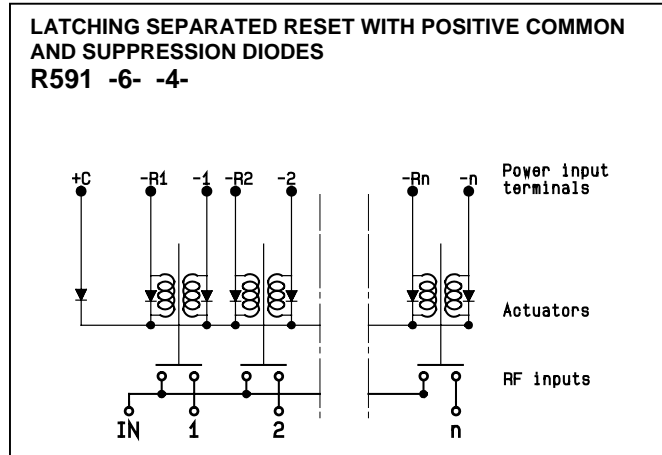 LATCHING SEPARATED RESET WITH POSITIVE COMMON
AND SUPPRESSION DIODES
R591 -6- -4-
+C -R1 -1 -R2 -2 -Rn -n Power input
terminals
Actuators
RF inputs
IN 1 2 n